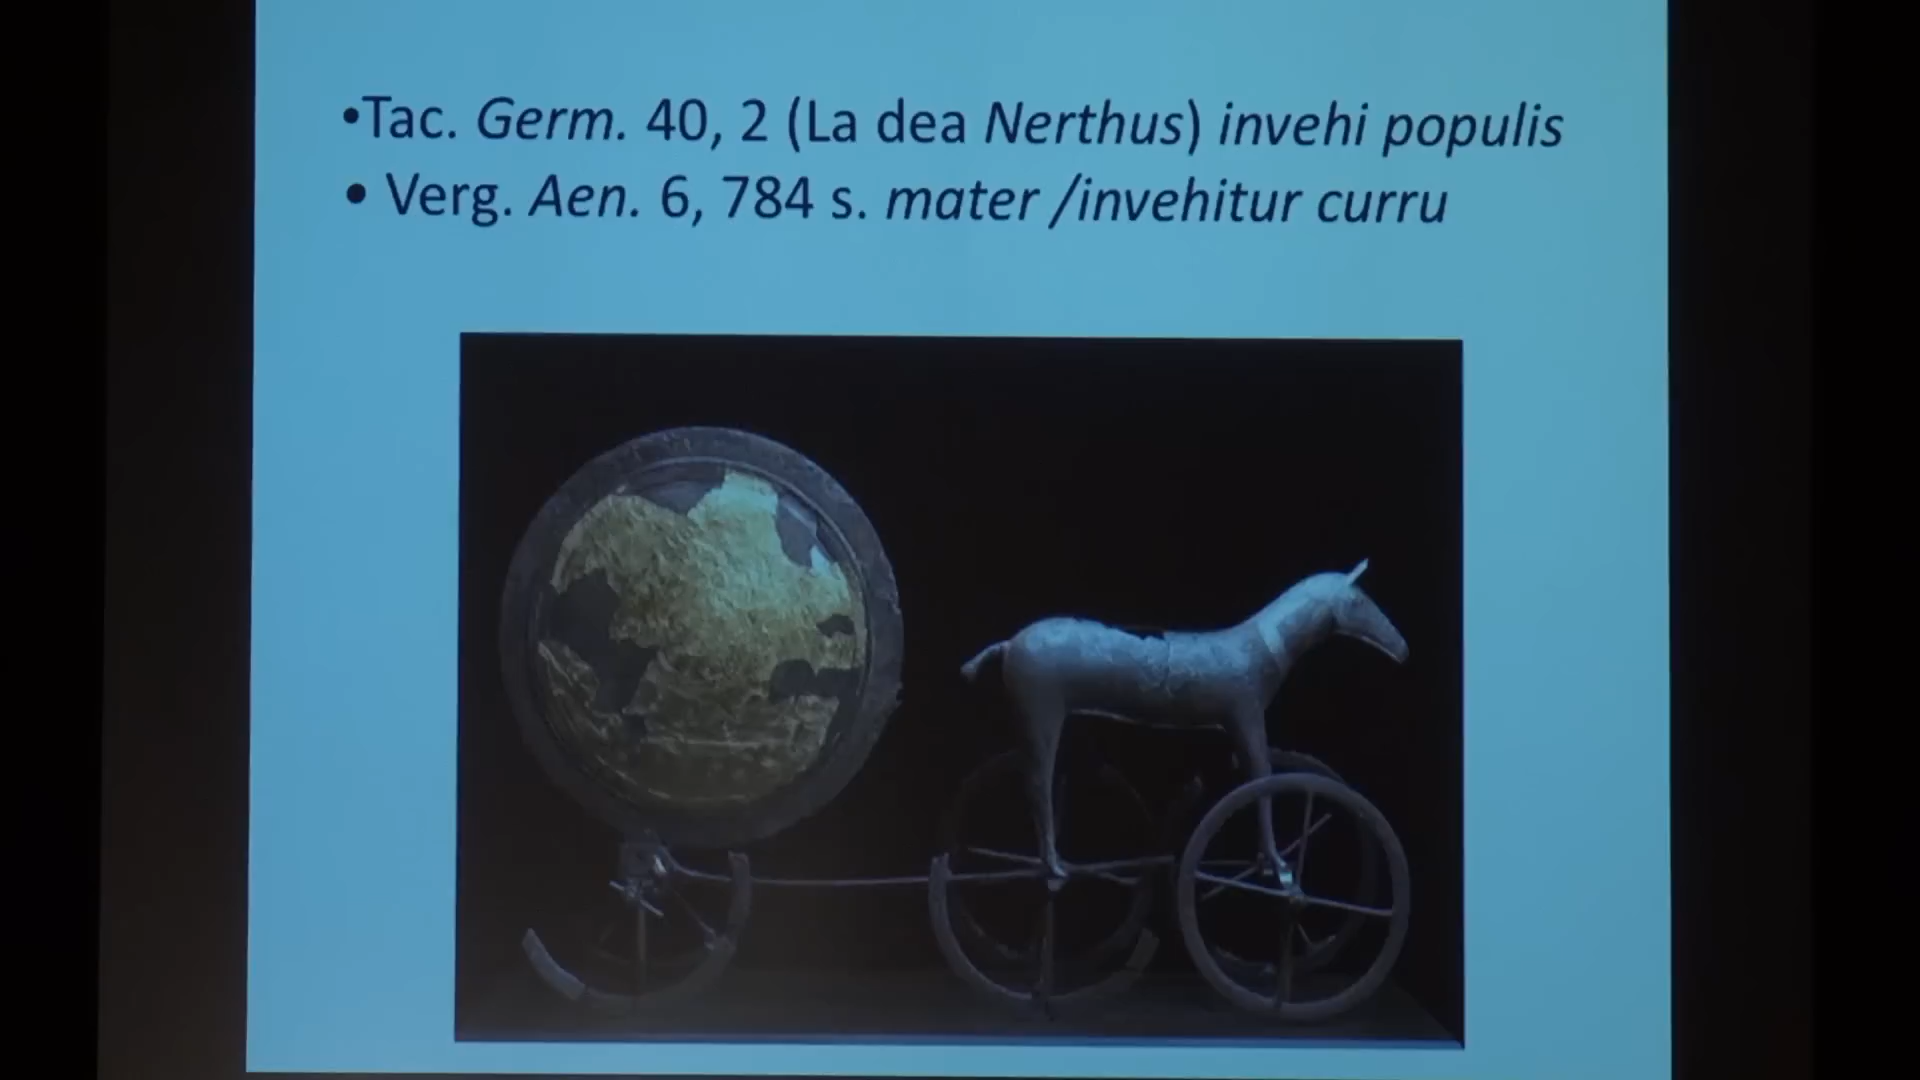 •Tac. Germ. 40, 2 (La dea Nerthus) invehi populis
• Verg. Aen. 6, 784 s. mater /invehitur curru